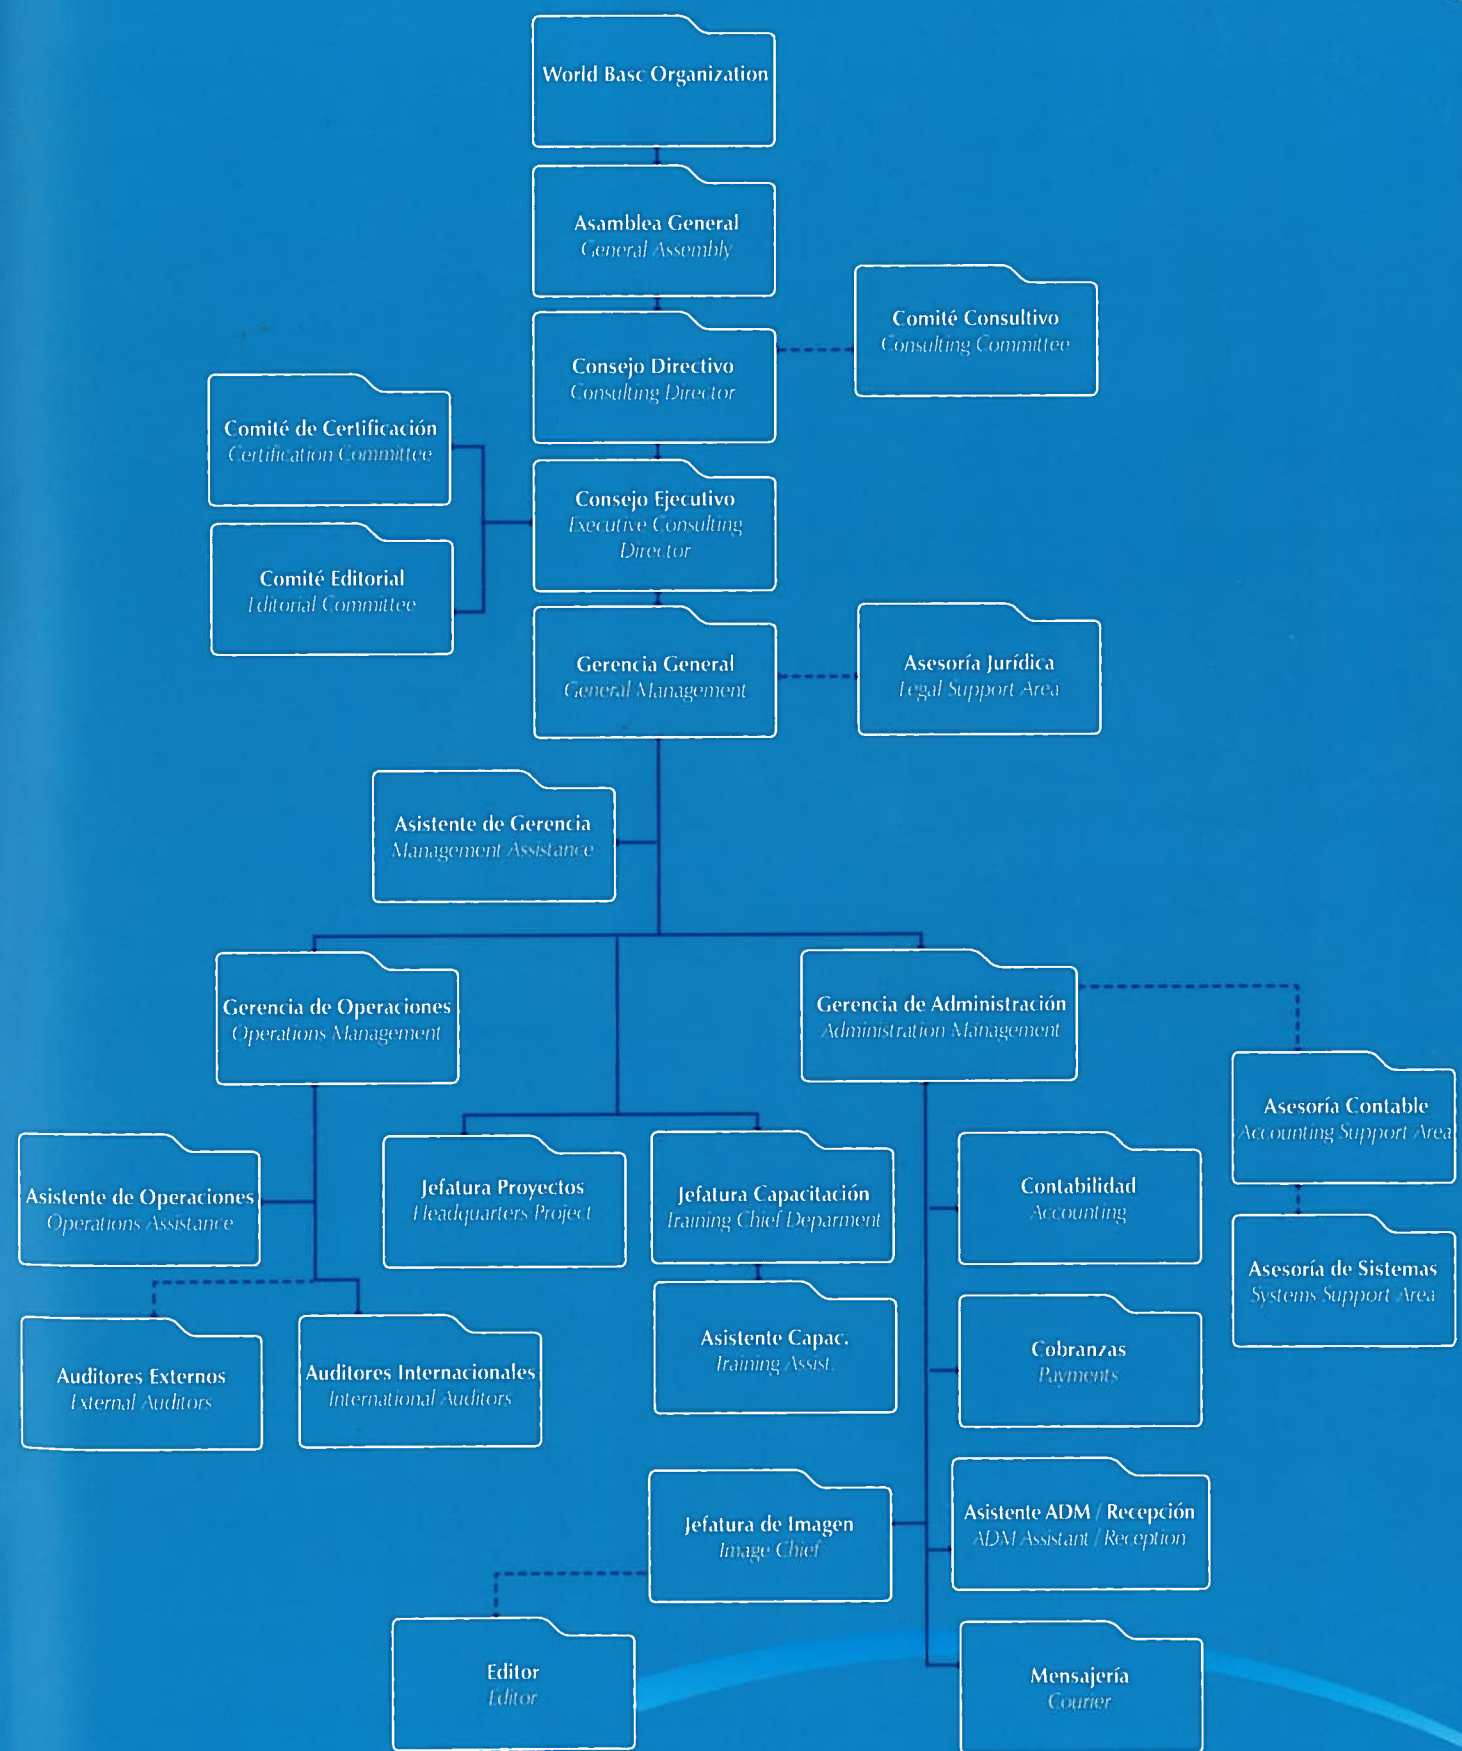 World Basc Organization
Asamblea General
General Assembly
Comité Consultivo
Consulting Committee
Consejo Directivo
Consulting Director
Comité de Certificación
Certification Committee
Consejo Ejecutivo
Executive Consulting
Director
Comité Editorial
Editorial Committee
Gerencia General
General Management
Asesoría Jurídica
Legal Support Area
Asistente de Gerencia
Management Assistance
Gerencia de Operaciones
Operations Management
Gerencia de Administración
Administration Management
Asesoría Contable
Accounting Support Area
Asistente de Operaciones
Operations Assistance
Jefatura Proyectos
Headquarters Project
Jefatura Capacitación
Training Chief Deparment
Contabilidad
Accounting
Asesoría de Sistemas
Systems Support Area
Auditores Externos
External Auditors
Auditores Internacionales
International Auditors
Asistente Capac.
Training Assist.
Cobranzas
Payments
Jefatura de Imagen
Image Chief
Asistente ADM / Recepción
ADM Assistant / Reception
Editor
Editor
Mensajería
Courier